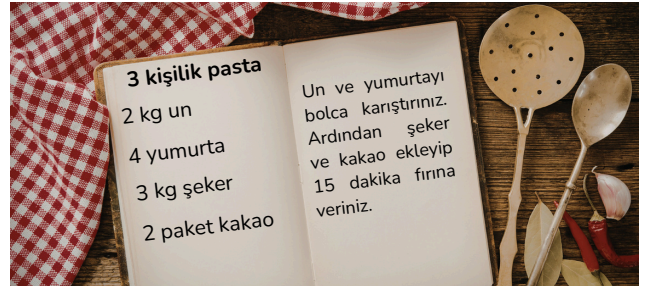 3 kişilik pasta
2 kg un
4 yumurta
3 kg şeker
2 paket kakao
Un ve yumurtayı
bolca karıştırınız.
Ardından şeker
ve kakao ekleyip
15 dakika fırına
veriniz.